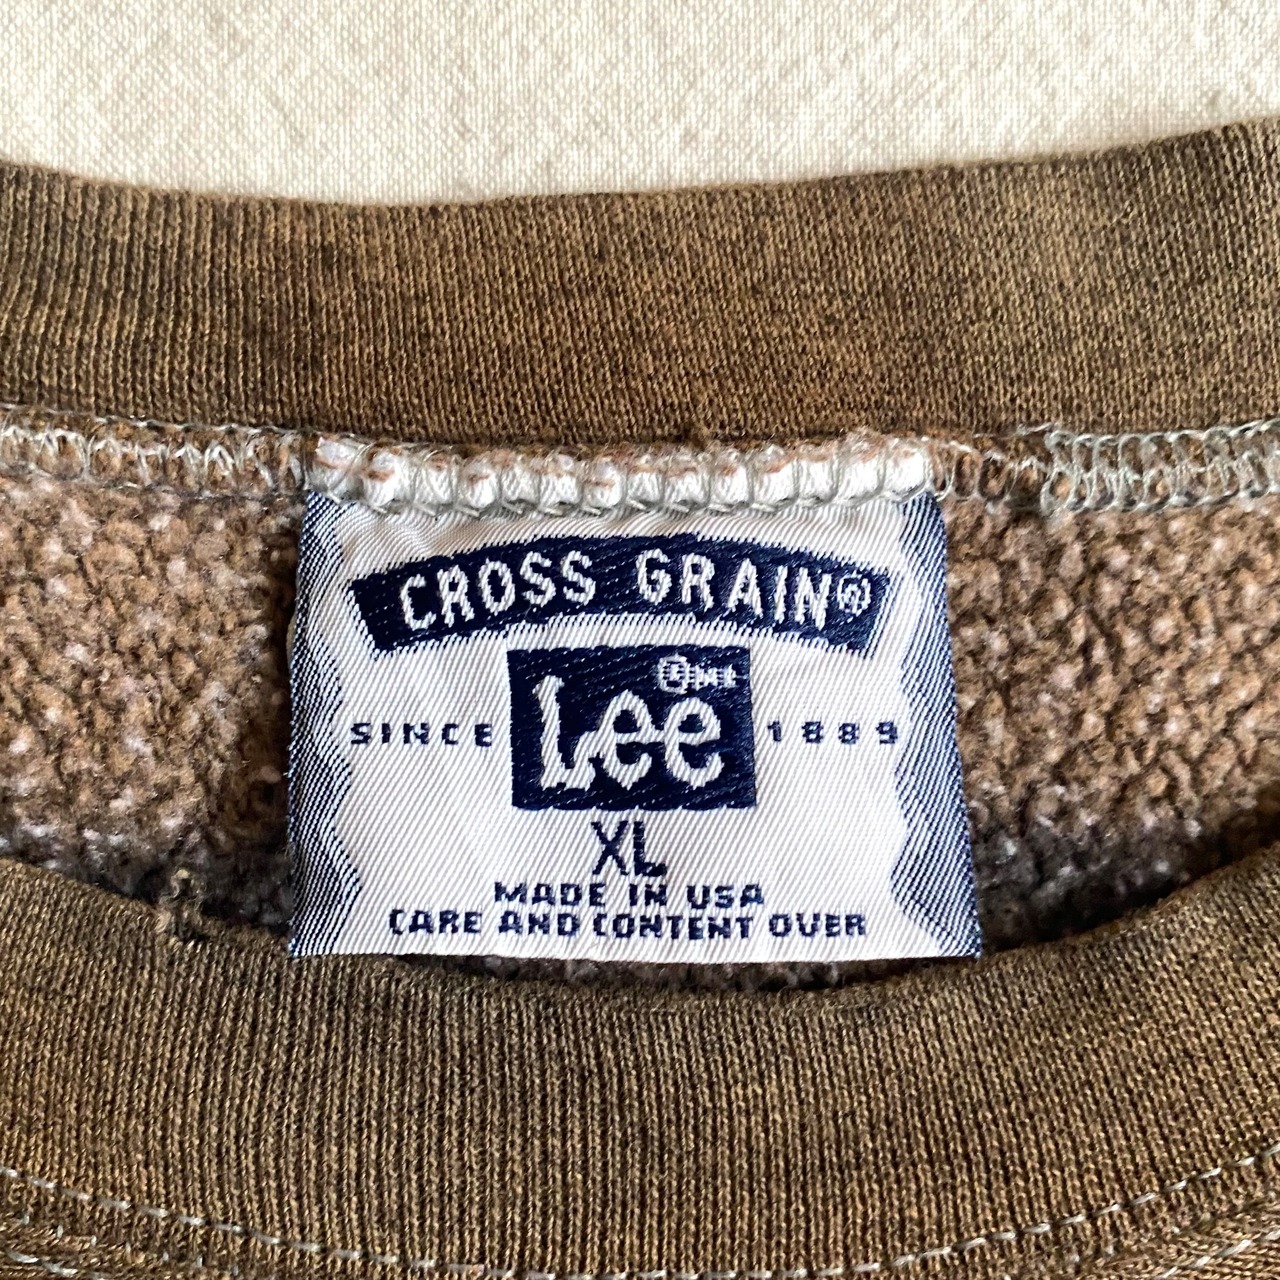 CROSS GRAIN®
SINCE Lee 1889
XL
MADE IN USA
CARE AND CONTENT OVER